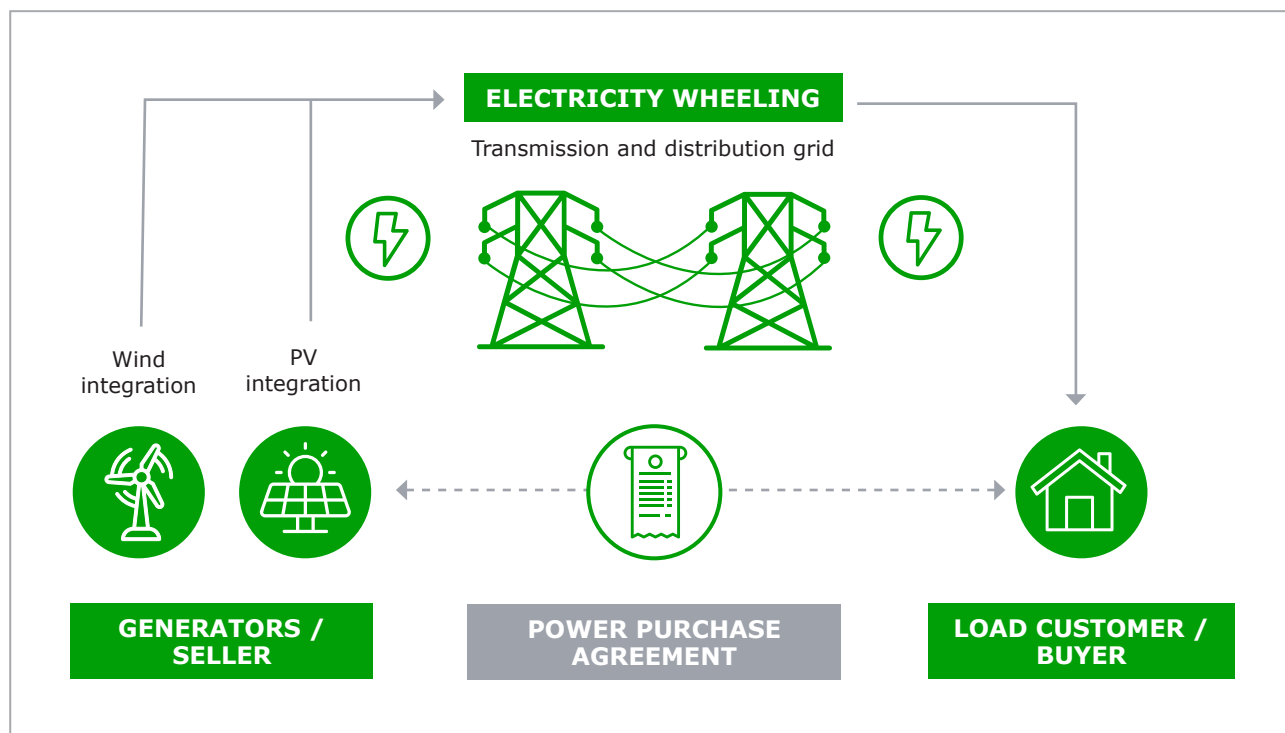 ELECTRICITY WHEELING
Transmission and distribution grid
Wind
integration
PV
integration
GENERATORS /
SELLER
POWER PURCHASE
AGREEMENT
LOAD CUSTOMER /
BUYER